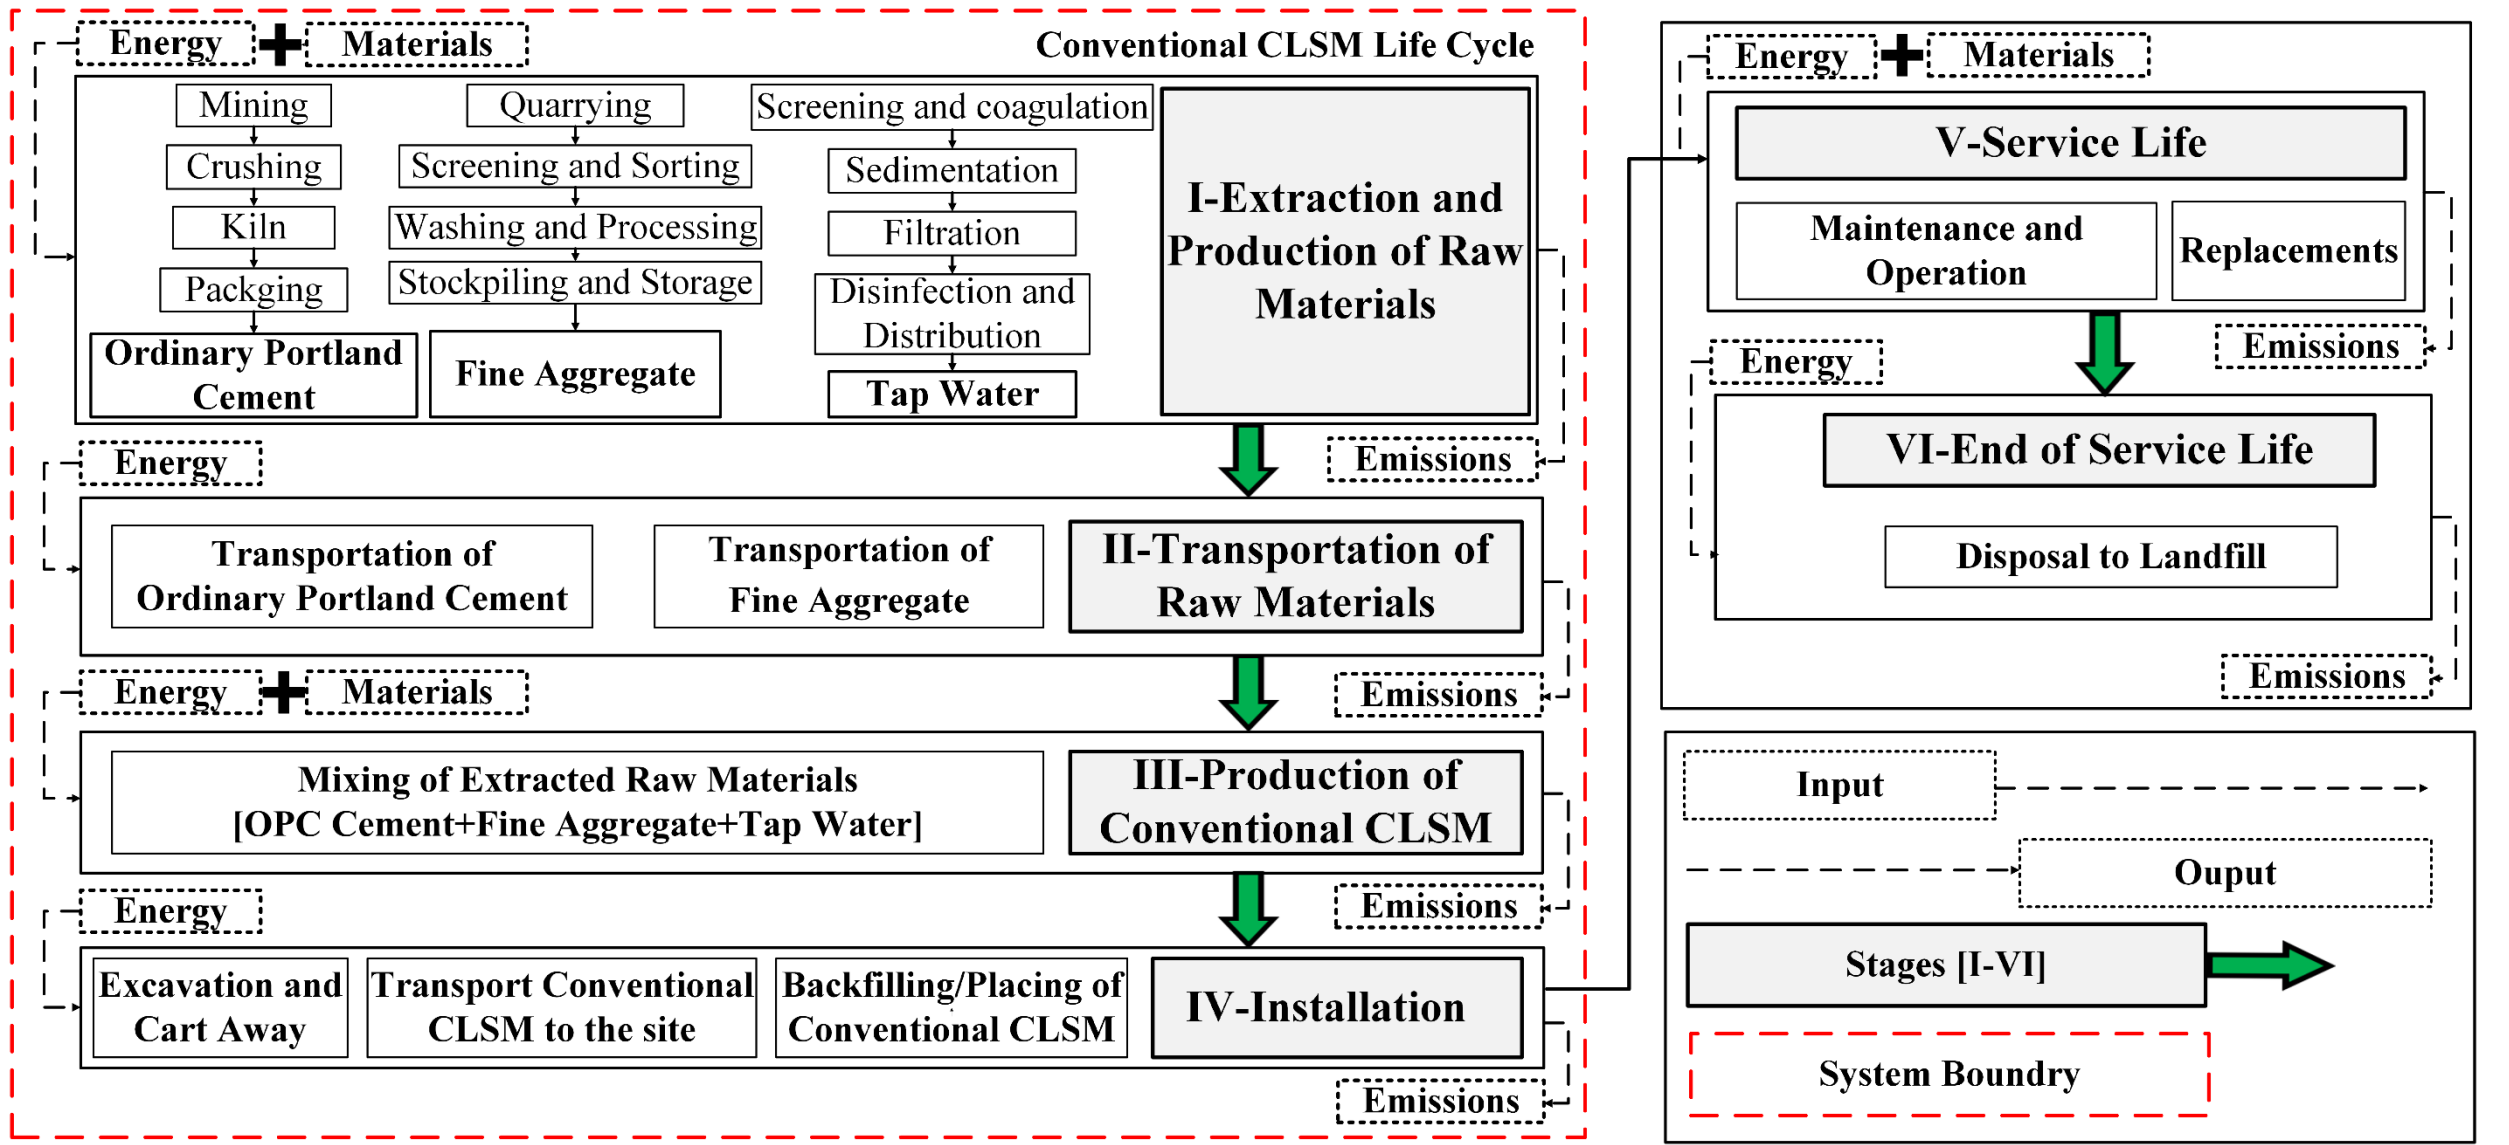 Energy
Materials
Conventional CLSM Life Cycle
Mining
Crushing
Kiln
Packging
Ordinary Portland
Cement
Quarrying
Screening and Sorting
Washing and Processing
Stockpiling and Storage
Fine Aggregate
Screening and coagulation
Sedimentation
Filtration
Disinfection and
Distribution
Tap Water
I-Extraction and
Production of Raw
Materials
Emissions
Energy
Transportation of
Ordinary Portland Cement
Transportation of
Fine Aggregate
II-Transportation of
Raw Materials
Emissions
Energy
Materials
Mixing of Extracted Raw Materials
[OPC Cement+Fine Aggregate+Tap Water]
III-Production of
Conventional CLSM
Emissions
Energy
Excavation and
Cart Away
Transport Conventional
CLSM to the site
Backfilling/Placing of
Conventional CLSM
IV-Installation
Emissions
Energy
Materials
V-Service Life
Maintenance and
Operation
Replacements
Emissions
Energy
VI-End of Service Life
Disposal to Landfill
Emissions
Input
Ouput
Stages [I-VI]
System Boundry